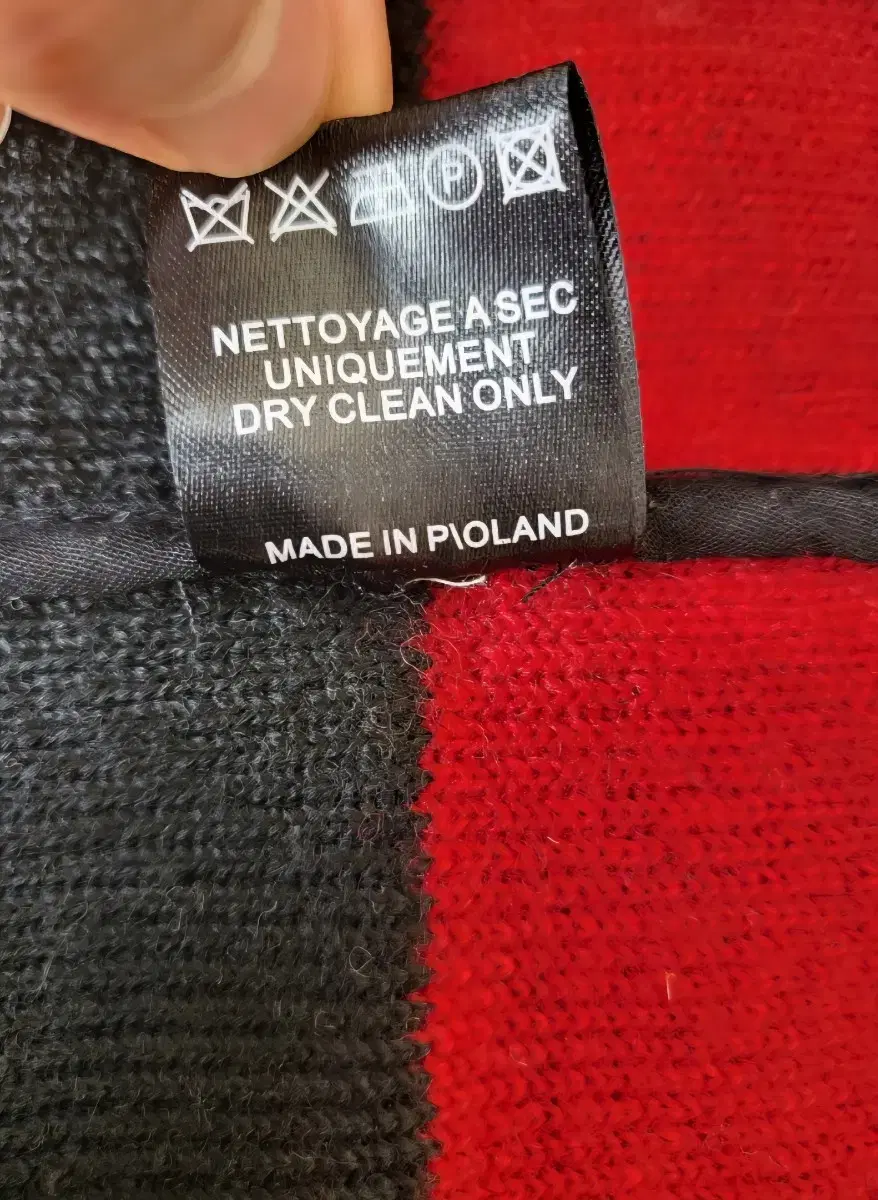 P
NETTOYAGE A SEC
UNIQUEMENT
DRY CLEAN ONLY
MADE IN P\OLAND